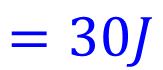 = 30J